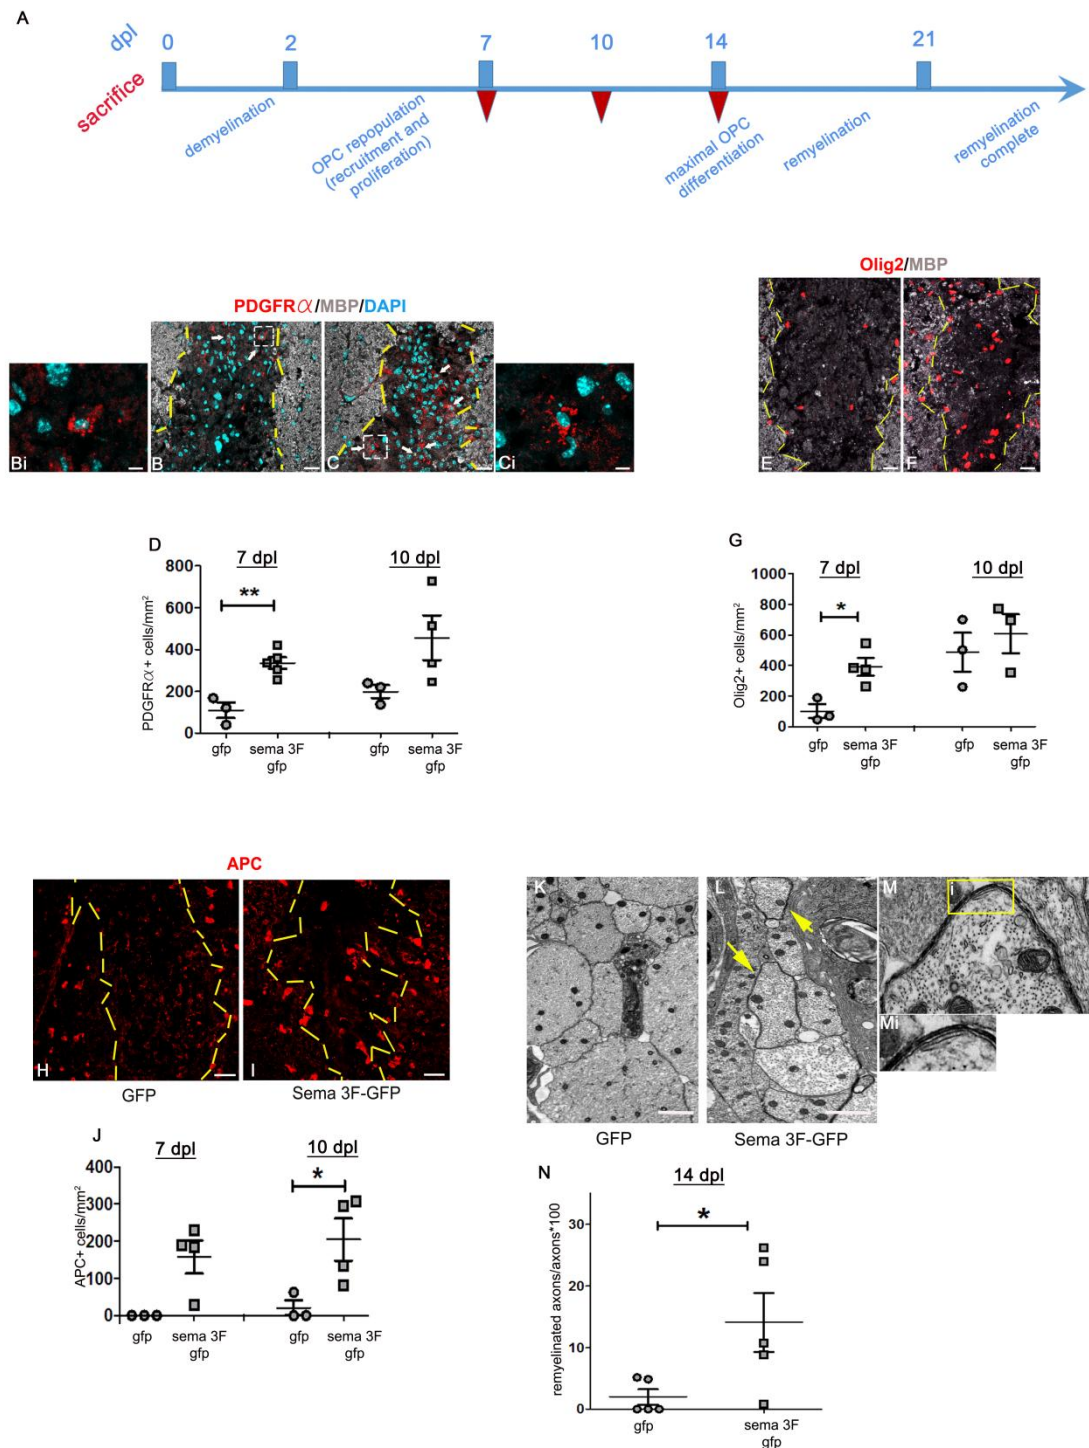 A
dpl
0 2 7 10 14 21
sacrifice
demyelination
OPC repopulation
(recruitment and
proliferation)
maximal OPC
differentiation
remyelination
remyelination
complete
PDGFRα/MBP/DAPI
Bi
B
C
Ci
Olig2/MBP
E
F
D
7 dpl
10 dpl
**
800
600
400
200
0
PDGFRα+ cells/mm²
gfp
sema 3F
gfp
gfp
sema 3F
gfp
G
7 dpl
10 dpl
*
1000
800
600
400
200
0
Olig2+ cells/mm²
gfp
sema 3F
gfp
gfp
sema 3F
gfp
APC
H
I
GFP
Sema 3F-GFP
J
7 dpl
10 dpl
*
400
300
200
100
0
APC+ cells/mm²
gfp
sema 3F
gfp
gfp
sema 3F
gfp
K
L
M
i
Mi
GFP
Sema 3F-GFP
N
14 dpl
*
30
20
10
0
remyelinated axons/axons*100
gfp
sema 3F
gfp